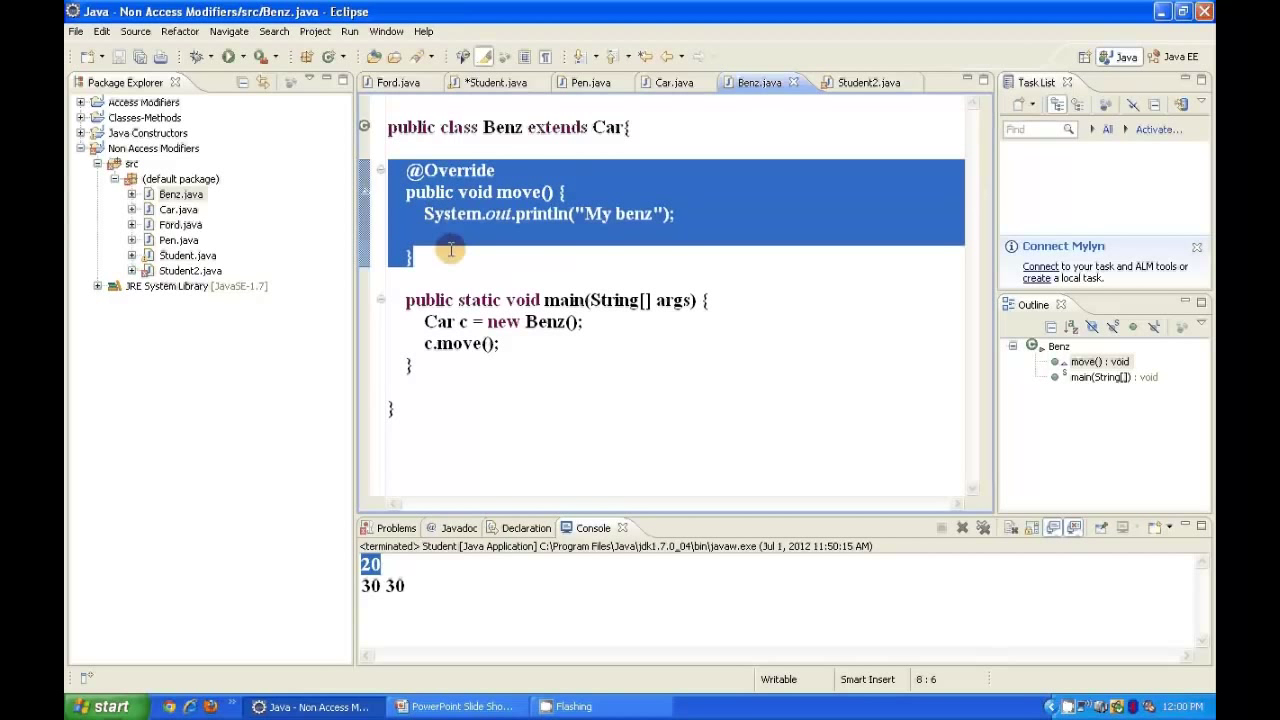 Java - Non Access Modifiers/src/Benz.java - Eclipse
File Edit Source Refactor Navigate Search Project Run Window Help
Java Java EE
Package Explorer
Ford.java *Student.java Pen.java Car.java Benz.java Student2.java
Task List
Access Modifiers
Classes-Methods
Java Constructors
Non Access Modifiers
src
(default package)
Benz.java
Car.java
Ford.java
Pen.java
Student.java
Student2.java
JRE System Library [JavaSE-1.7]
public class Benz extends Car{
@Override
public void move() {
System.out.println("My benz");
}
public static void main(String[] args) {
Car c = new Benz();
c.move();
}
}
Find All Activate...
Connect Mylyn
Connect to your task and ALM tools or
create a local task.
Outline
Benz
move() : void
main(String[]) : void
Problems @ Javadoc Declaration Console
<terminated> Student [Java Application] C:\Program Files\Java\jdk1.7.0_04\bin\javaw.exe (Jul 1, 2012 11:50:15 AM)
20
30 30
Writable Smart Insert 8 : 6
start Java - Non Access M... PowerPoint Slide Sho... Flashing 12:00 PM